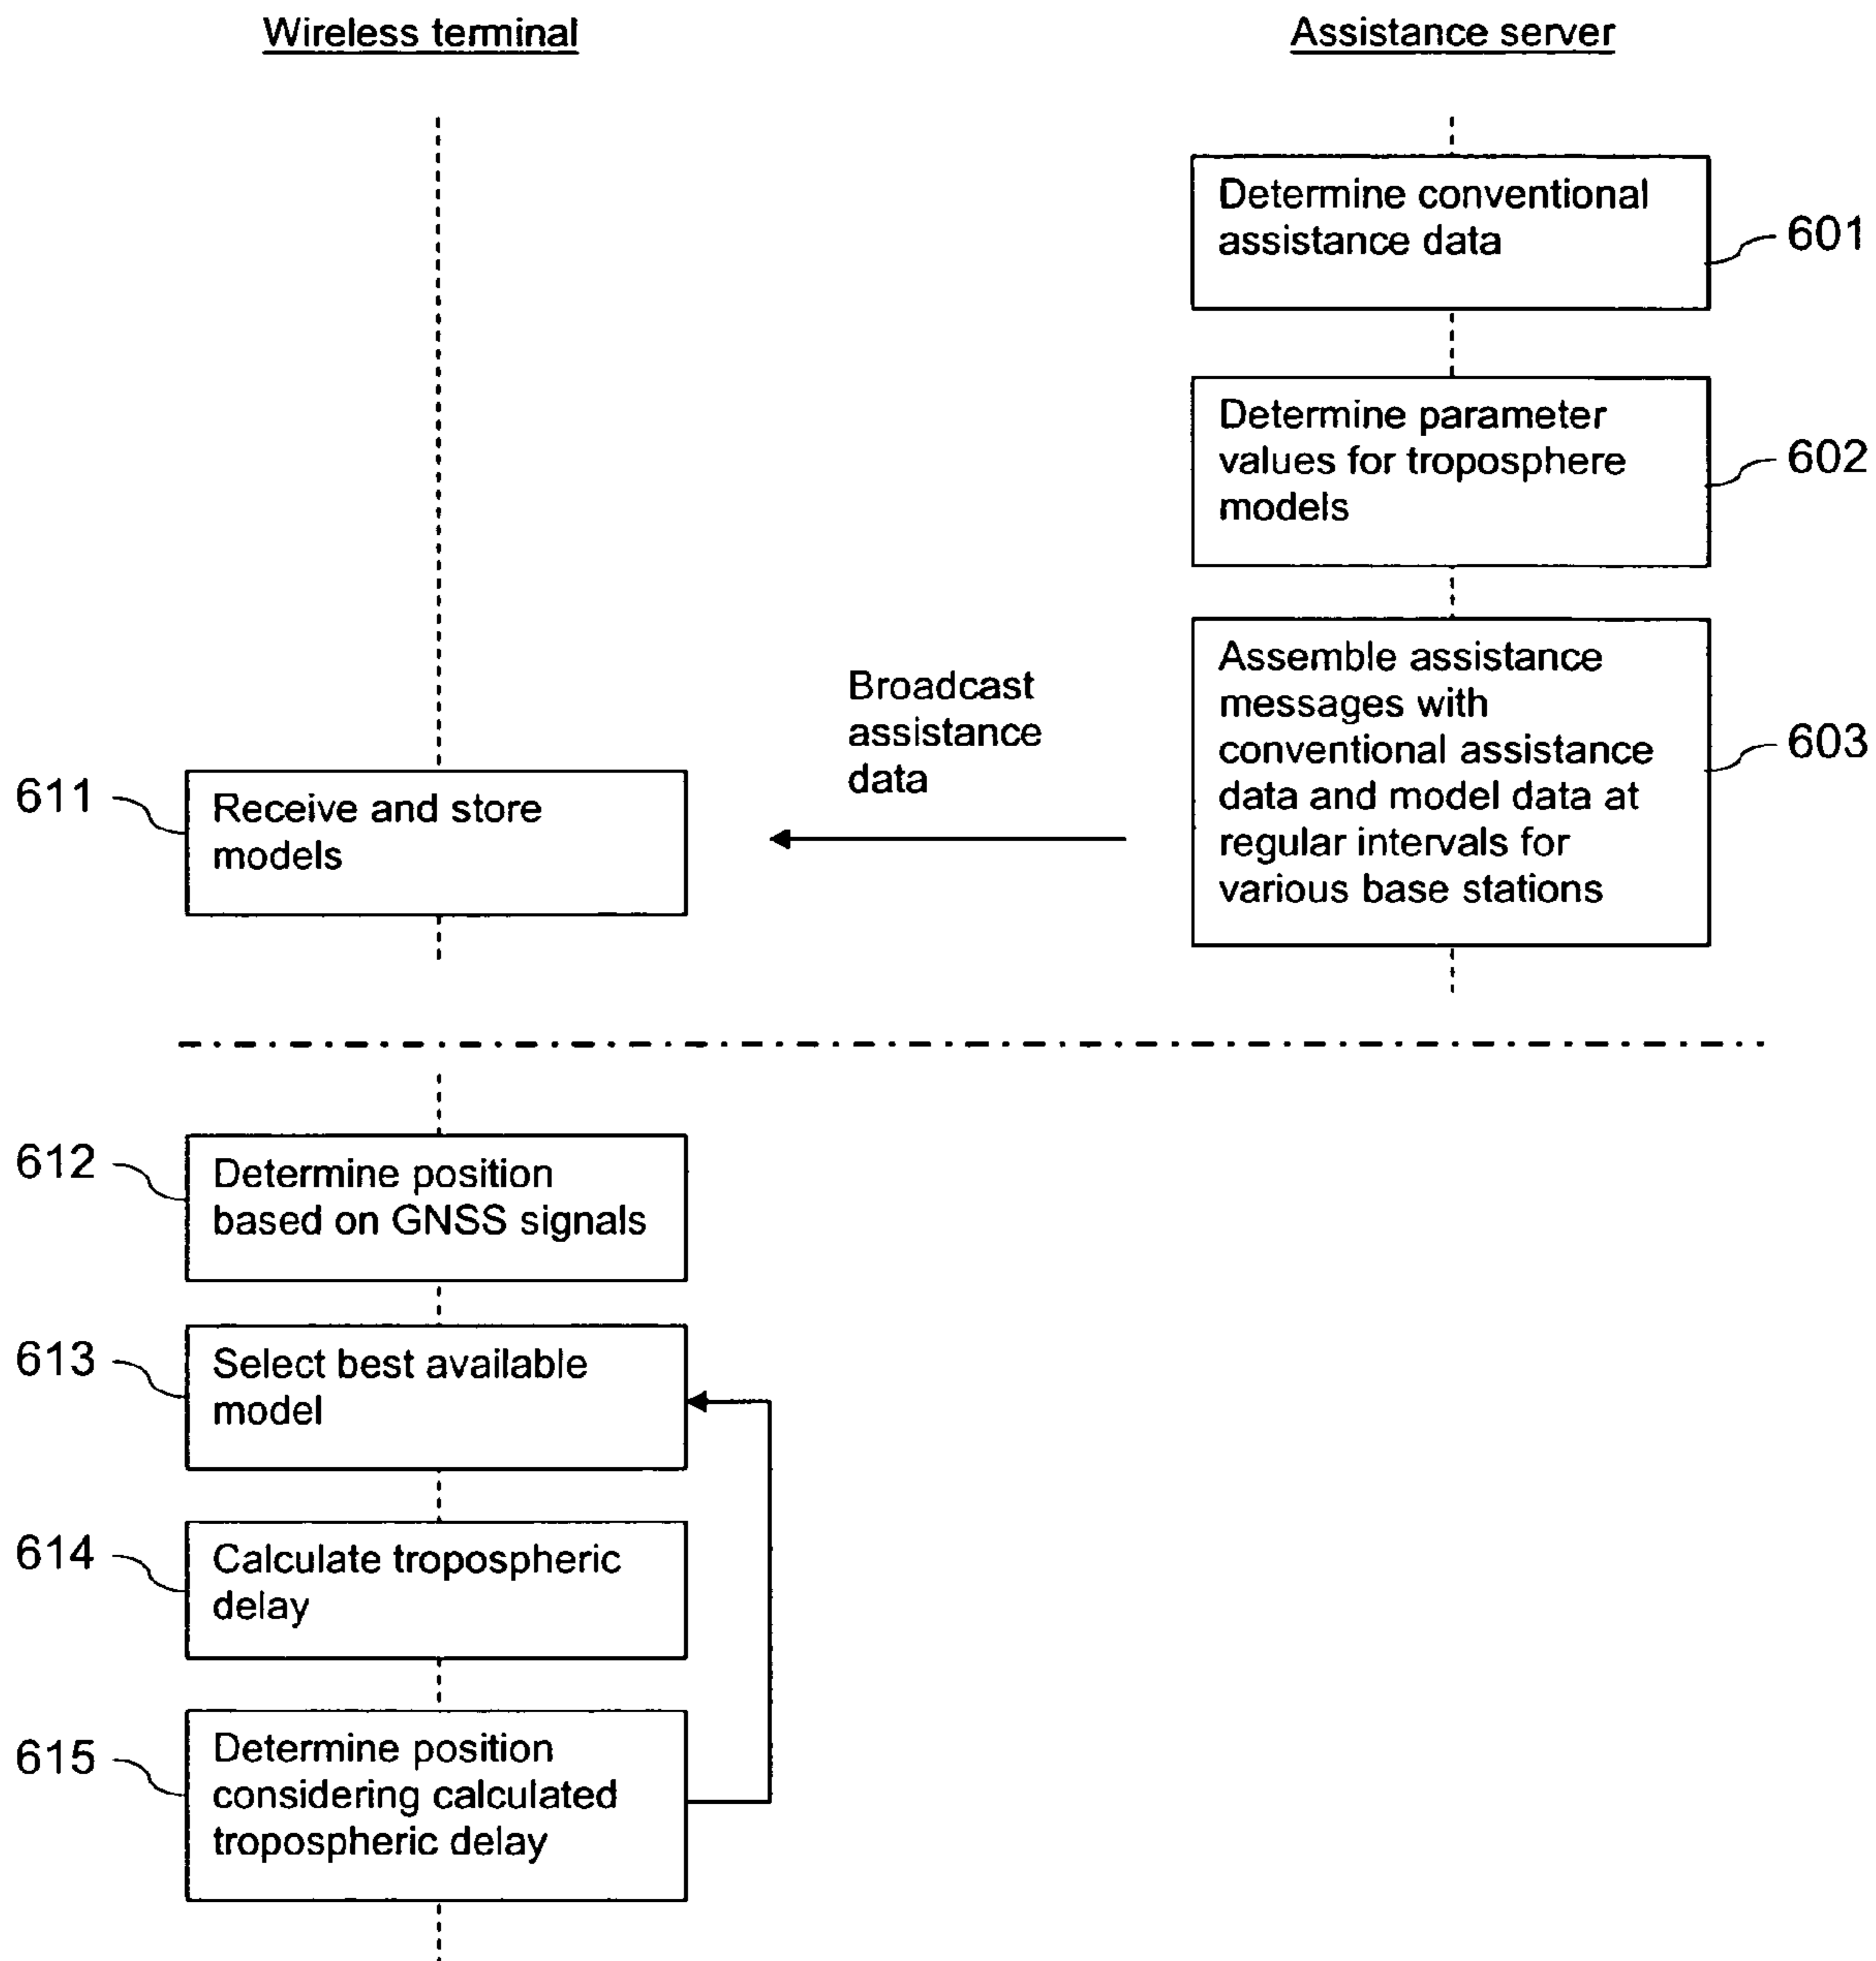 Wireless terminal
Assistance server
Determine conventional
assistance data
601
Determine parameter
values for troposphere
models
602
Assemble assistance
messages with
conventional assistance
data and model data at
regular intervals for
various base stations
603
Broadcast
assistance
data
611
Receive and store
models
612
Determine position
based on GNSS signals
613
Select best available
model
614
Calculate tropospheric
delay
615
Determine position
considering calculated
tropospheric delay